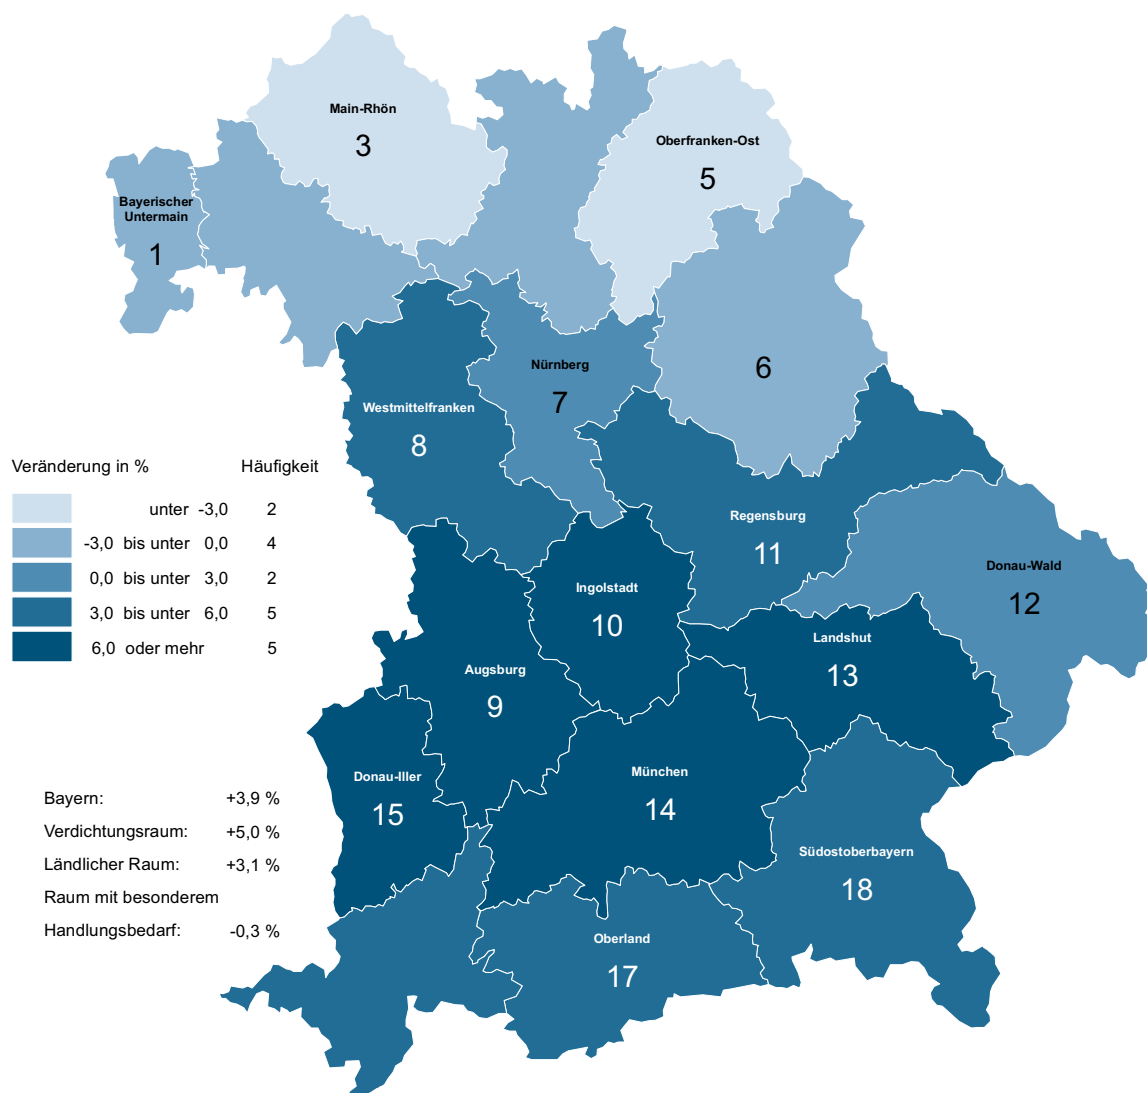 Main-Rhön
3
Oberfranken-Ost
5
Bayerischer
Untermain
1
6
Nürnberg
7
Westmittelfranken
8
Veränderung in % Häufigkeit
unter -3,0 2
-3,0 bis unter 0,0 4
0,0 bis unter 3,0 2
3,0 bis unter 6,0 5
6,0 oder mehr 5
Regensburg
11
Donau-Wald
12
Ingolstadt
10
Landshut
13
Augsburg
9
Donau-Iller
15
München
14
Bayern: +3,9 %
Verdichtungsraum: +5,0 %
Ländlicher Raum: +3,1 %
Raum mit besonderem
Handlungsbedarf: -0,3 %
Südostoberbayern
18
Oberland
17